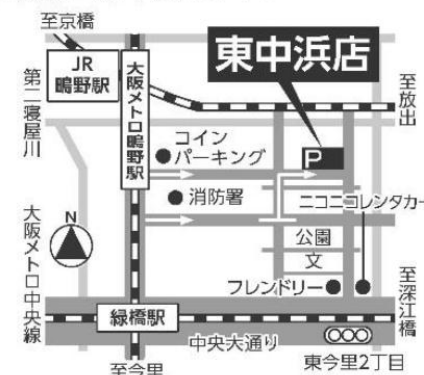 至京橋
JR
鴫野駅
大阪メトロ鴫野駅
東中浜店
至放出
第二寝屋川
コイン
パーキング
P
消防署
ニコニコレンタカー
N
公園
文
大阪メトロ中央線
フレンドリー
至深江橋
緑橋駅
中央大通り
東今里2丁目
至今里